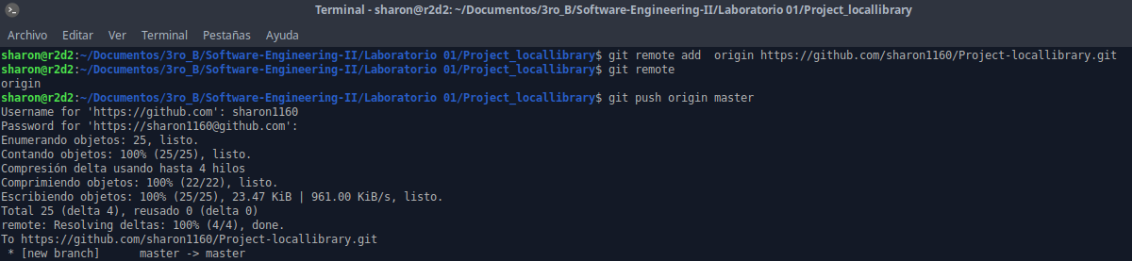 Terminal - sharon@r2d2: ~/Documentos/3ro_B/Software-Engineering-II/Laboratorio 01/Project_locallibrary
Archivo Editar Ver Terminal Pestañas Ayuda
sharon@r2d2:~/Documentos/3ro_B/Software-Engineering-II/Laboratorio 01/Project_locallibrary$ git remote add  origin https://github.com/sharon1160/Project-locallibrary.git
sharon@r2d2:~/Documentos/3ro_B/Software-Engineering-II/Laboratorio 01/Project_locallibrary$ git remote
origin
sharon@r2d2:~/Documentos/3ro_B/Software-Engineering-II/Laboratorio 01/Project_locallibrary$ git push origin master
Username for 'https://github.com': sharon1160
Password for 'https://sharon1160@github.com':
Enumerando objetos: 25, listo.
Contando objetos: 100% (25/25), listo.
Compresión delta usando hasta 4 hilos
Comprimiendo objetos: 100% (22/22), listo.
Escribiendo objetos: 100% (25/25), 23.47 KiB | 961.00 KiB/s, listo.
Total 25 (delta 4), reusado 0 (delta 0)
remote: Resolving deltas: 100% (4/4), done.
To https://github.com/sharon1160/Project-locallibrary.git
 * [new branch]      master -> master